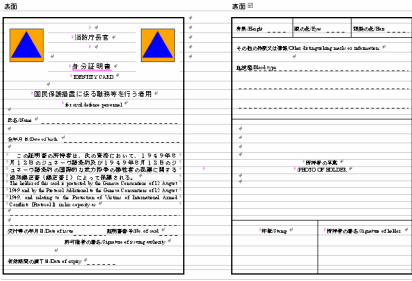 表面
消防庁長官
身分証明書
IDENTITY CARD
国民保護措置に係る職務等を行う者用
for civil defence personnel
氏名/Name
生年月日/Date of birth
この証明書の所持者は、次の資格において、1949年8
月12日のジュネーヴ諸条約及び1949年8月12日のジ
ュネーヴ諸条約の国際的な武力紛争の犠牲者の保護に関する
追加議定書（議定書Ⅰ）によって保護される。
The holder of this card is protected by the Geneva Conventions of 12 August
1949 and by the Protocol Additional to the Geneva Conventions of 12 August
1949, and relating to the Protection of Victims of International Armed
Conflicts (Protocol I) in his capacity as
交付等の年月日/Date of issue 証明書番号/No. of card
許可権者の署名/Signature of issuing authority
有効期間の満了日/Date of expiry
裏面
身長/Height 眼の色/Eyes 頭髪の色/Hair
その他の特徴又は情報/Other distinguishing marks or information
血液型/Blood type
所持者の写真
PHOTO OF HOLDER
印章/Stamp 所持者の署名/Signature of holder